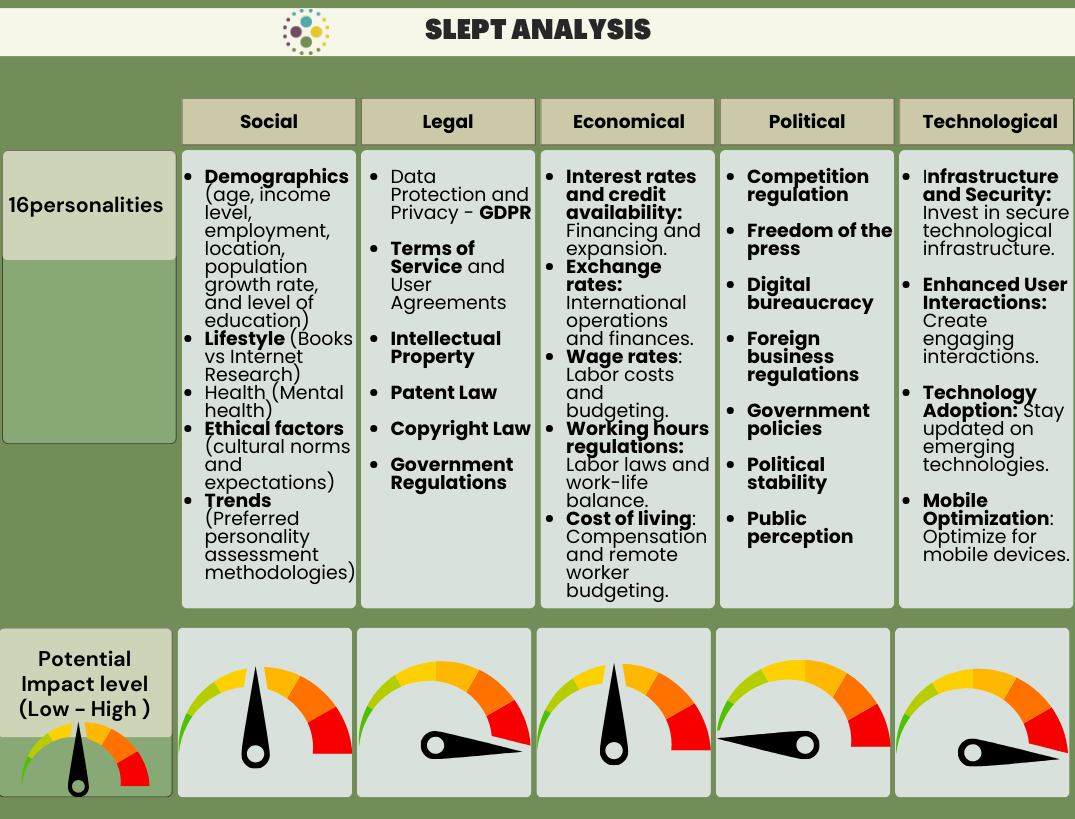 SLEPT ANALYSIS
Social
Legal
Economical
Political
Technological
16personalities
• Demographics
(age, income
level,
employment,
location,
population
growth rate,
and level of
education)
• Lifestyle (Books
vs Internet
Research)
• Health (Mental
health)
• Ethical factors
(cultural norms
and
expectations)
• Trends
(Preferred
personality
assessment
methodologies)
• Data
Protection and
Privacy - GDPR
• Terms of
Service and
User
Agreements
• Intellectual
Property
• Patent Law
• Copyright Law
• Government
Regulations
• Interest rates
and credit
availability:
Financing and
expansion.
• Exchange
rates:
International
operations
and finances.
• Wage rates:
Labor costs
and
budgeting.
• Working hours
regulations:
Labor laws and
work-life
balance.
• Cost of living:
Compensation
and remote
worker
budgeting.
• Competition
regulation
• Freedom of the
press
• Digital
bureaucracy
• Foreign
business
regulations
• Government
policies
• Political
stability
• Public
perception
• Infrastructure
and Security:
Invest in secure
technological
infrastructure.
• Enhanced User
Interactions:
Create
engaging
interactions.
• Technology
Adoption: Stay
updated on
emerging
technologies.
• Mobile
Optimization:
Optimize for
mobile devices.
Potential
Impact level
(Low - High )